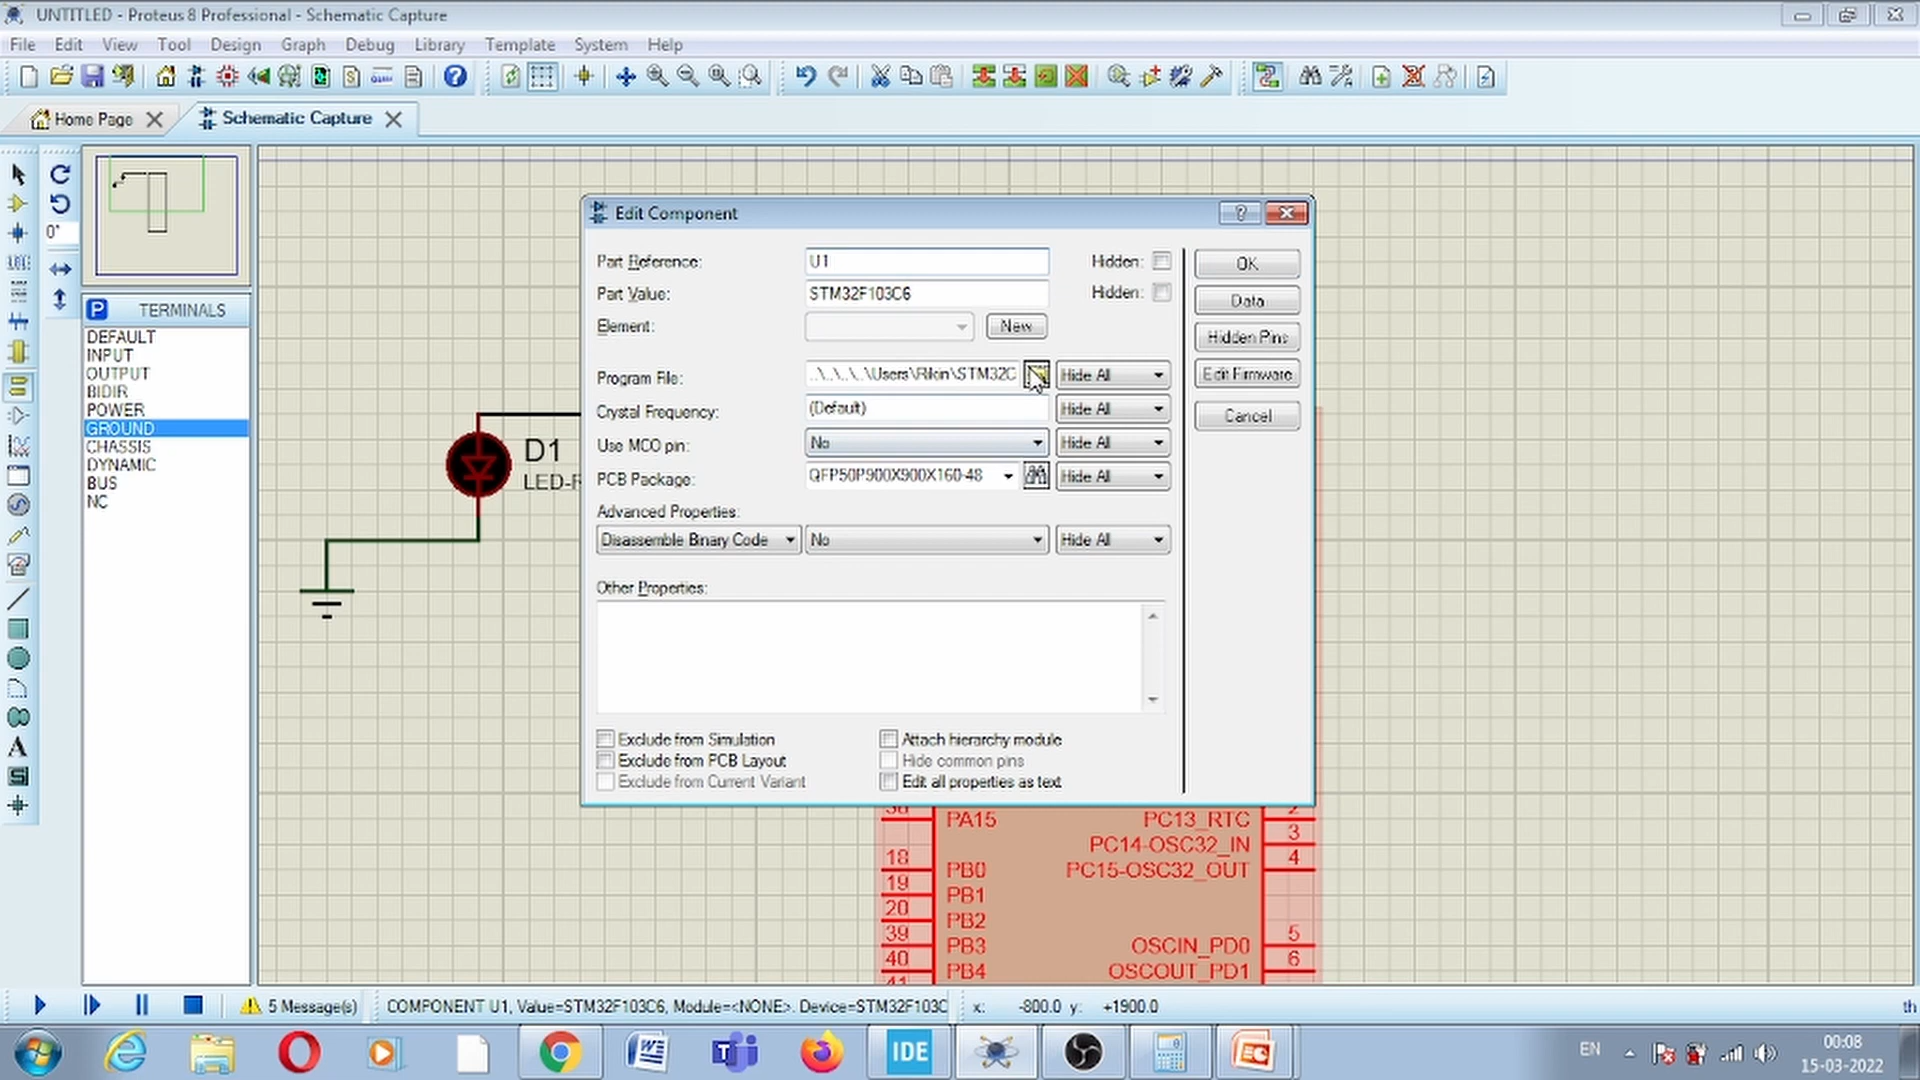 UNTITLED - Proteus 8 Professional - Schematic Capture
File Edit View Tool Design Graph Debug Library Template System Help
Home Page
Schematic Capture
0°
P TERMINALS
DEFAULT
INPUT
OUTPUT
BIDIR
POWER
GROUND
CHASSIS
DYNAMIC
BUS
NC
D1
Edit Component
Part Reference: U1 Hidden:
Part Value: STM32F103C6 Hidden:
Element: New
Program File: ..\..\..\..\Users\Rikin\STM32C Hide All
Crystal Frequency: (Default) Hide All
Use MCO pin: No Hide All
PCB Package: QFP50P900X900X160-48 Hide All
Advanced Properties:
Disassemble Binary Code No Hide All
Other Properties:
Exclude from Simulation Attach hierarchy module
Exclude from PCB Layout Hide common pins
Exclude from Current Variant Edit all properties as text
OK
Data
Hidden Pins
Edit Firmware
Cancel
PA15 PC13_RTC 2
PC14-OSC32_IN 3
18 PB0 PC15-OSC32_OUT 4
19 PB1
20 PB2
39 PB3 OSCIN_PD0 5
40 PB4 OSCOUT_PD1 6
5 Message(s) COMPONENT U1, Value=STM32F103C6, Module=<NONE>. Device=STM32F103C x: -800.0 y: +1900.0 th
IDE
EN
00:08
15-03-2022